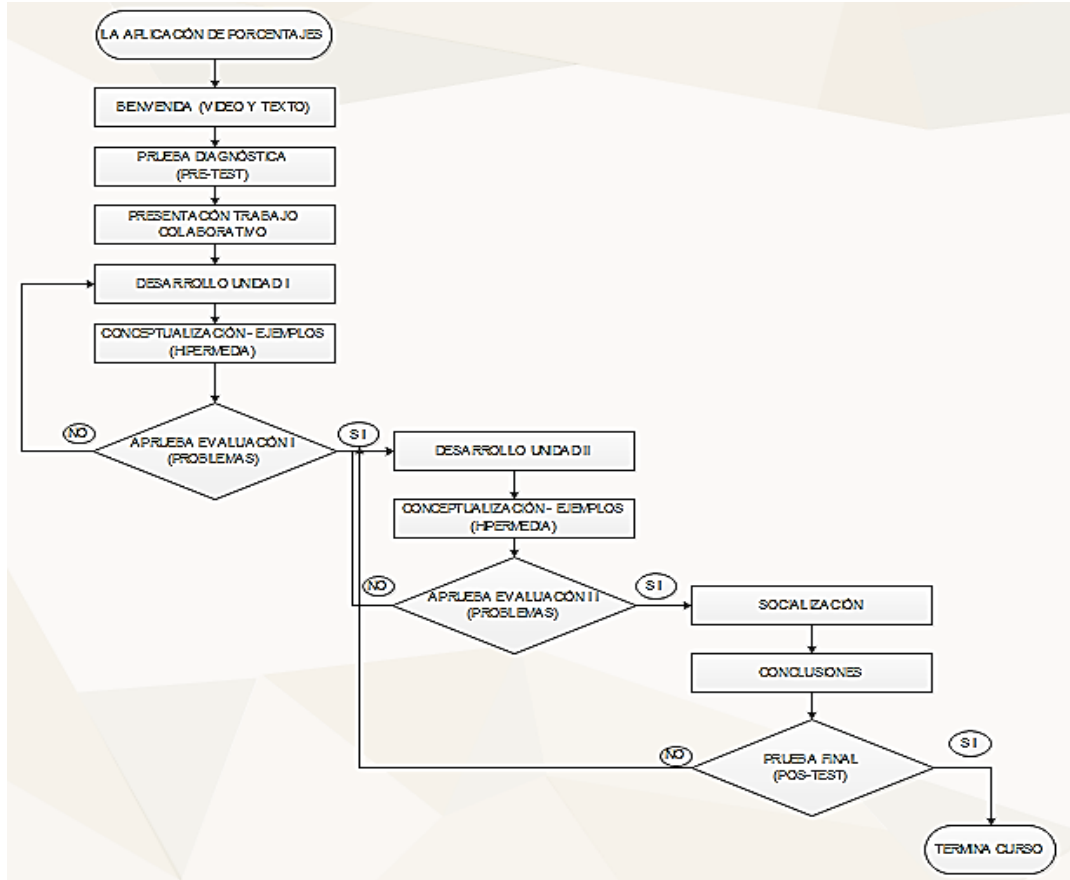 LA APLICACIÓN DE PORCENTAJES
BIENVENIDA (VIDEO Y TEXTO)
PRUEBA DIAGNÓSTICA
(PRE-TEST)
PRESENTACIÓN TRABAJO
COLABORATIVO
DESARROLLO UNIDAD I
CONCEPTUALIZACIÓN - EJEMPLOS
(HIPERMEDIA)
NO
APRUEBA EVALUACIÓN I
(PROBLEMAS)
SI
DESARROLLO UNIDAD II
CONCEPTUALIZACIÓN - EJEMPLOS
(HIPERMEDIA)
NO
APRUEBA EVALUACIÓN II
(PROBLEMAS)
SI
SOCIALIZACIÓN
CONCLUSIONES
NO
PRUEBA FINAL
(POS-TEST)
SI
TERMINA CURSO